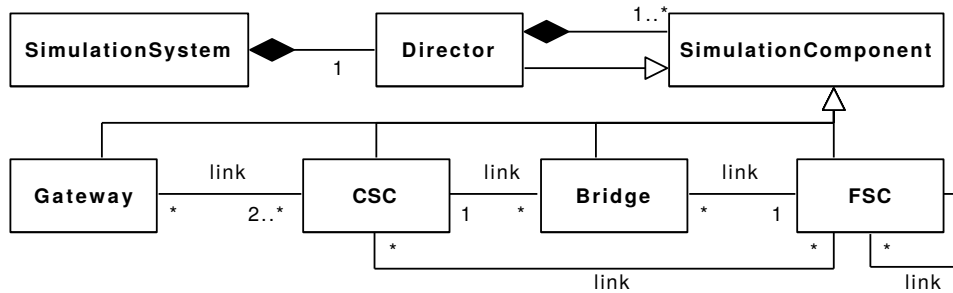 1..*
SimulationSystem Director SimulationComponent
1
link link link
Gateway CSC Bridge FSC
* 2..* 1 * * 1
* * *
link link